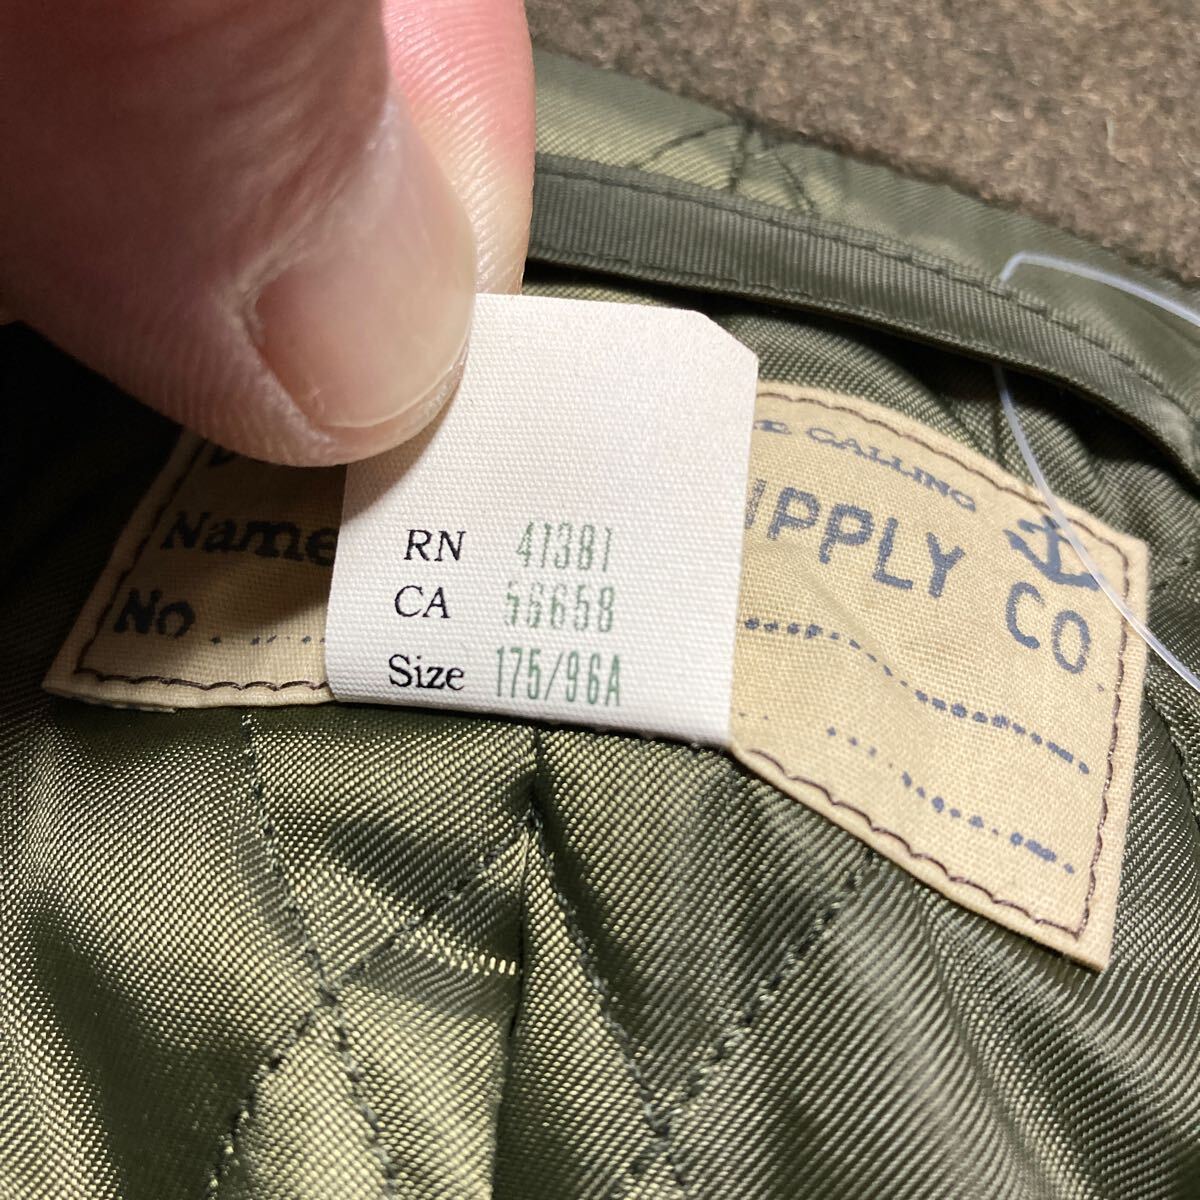 CALLING
PPLY CO.
Name
No
RN 41381
CA 56658
Size 175/96A